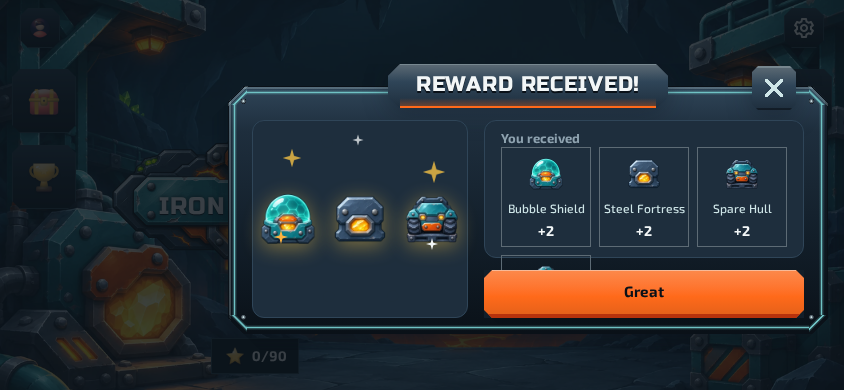 REWARD RECEIVED!
You received
Bubble Shield
+2
Steel Fortress
+2
Spare Hull
+2
Great
IRON
0/90